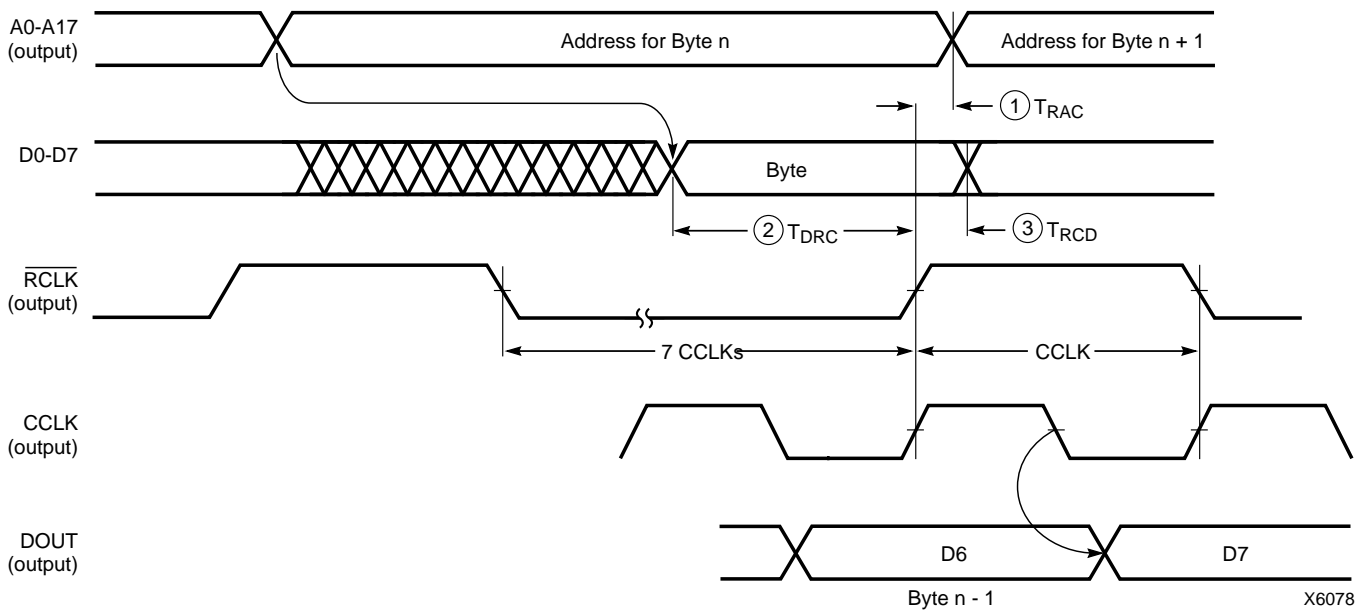 A0-A17
(output)
Address for Byte n
Address for Byte n + 1
1 TRAC
D0-D7
Byte
2 TDRC
3 TRCD
RCLK
(output)
7 CCLKs
CCLK
CCLK
(output)
DOUT
(output)
D6
D7
Byte n - 1
X6078